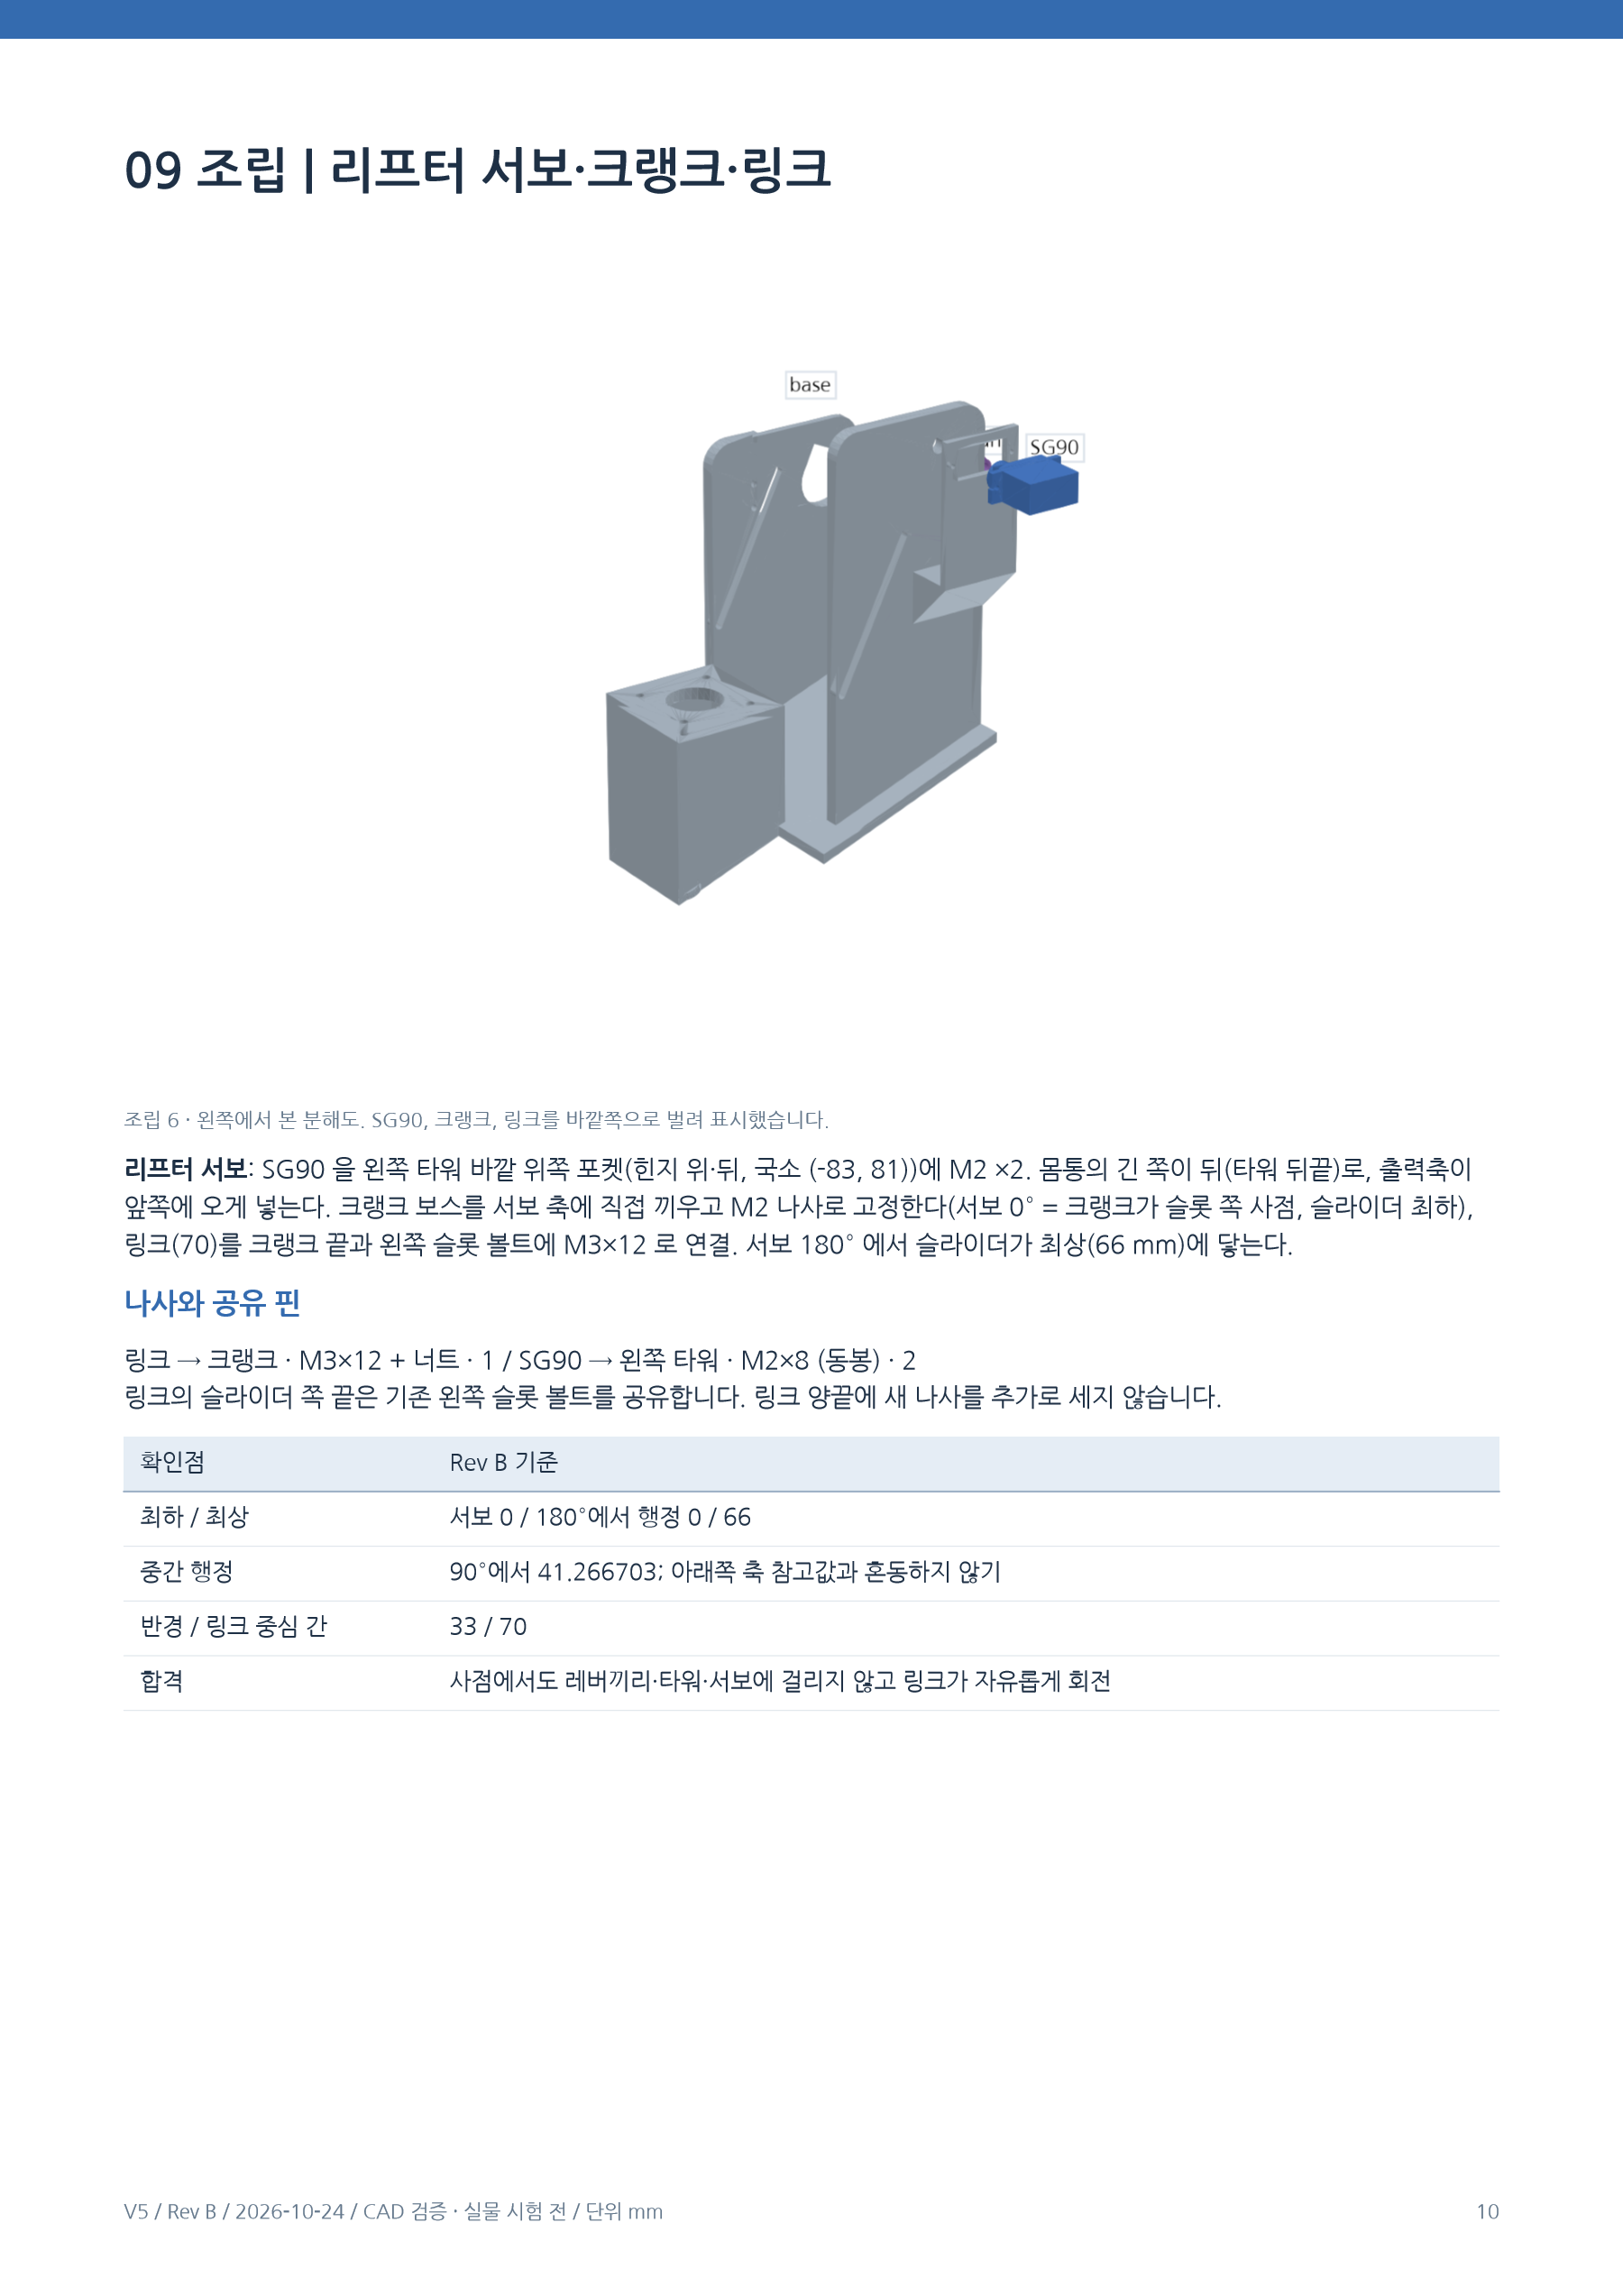 09 조립 | 리프터 서보·크랭크·링크
base
SG90
조립 6 · 왼쪽에서 본 분해도. SG90, 크랭크, 링크를 바깥쪽으로 벌려 표시했습니다.
리프터 서보: SG90 을 왼쪽 타워 바깥 위쪽 포켓(힌지 위·뒤, 국소 (-83, 81))에 M2 ×2. 몸통의 긴 쪽이 뒤(타워 뒤끝)로, 출력축이
앞쪽에 오게 넣는다. 크랭크 보스를 서보 축에 직접 끼우고 M2 나사로 고정한다(서보 0° = 크랭크가 슬롯 쪽 사점, 슬라이더 최하),
링크(70)를 크랭크 끝과 왼쪽 슬롯 볼트에 M3×12 로 연결. 서보 180° 에서 슬라이더가 최상(66 mm)에 닿는다.
나사와 공유 핀
링크 → 크랭크 · M3×12 + 너트 · 1 / SG90 → 왼쪽 타워 · M2×8 (동봉) · 2
링크의 슬라이더 쪽 끝은 기존 왼쪽 슬롯 볼트를 공유합니다. 링크 양끝에 새 나사를 추가로 세지 않습니다.
확인점 Rev B 기준
최하 / 최상 서보 0 / 180°에서 행정 0 / 66
중간 행정 90°에서 41.266703; 아래쪽 축 참고값과 혼동하지 않기
반경 / 링크 중심 간 33 / 70
합격 사점에서도 레버끼리·타워·서보에 걸리지 않고 링크가 자유롭게 회전
V5 / Rev B / 2026-10-24 / CAD 검증 · 실물 시험 전 / 단위 mm 10